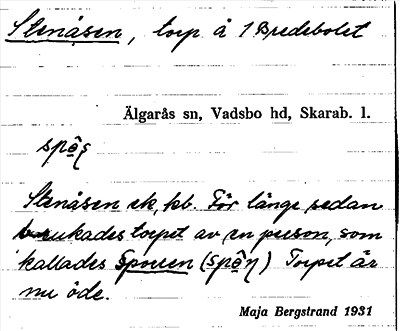 Stenåsen, torp å 1 Bredebolet
Älgarås sn, Vadsbo hd, Skarab. l.
Stenåsen ek, kb. För länge sedan
brukades torpet av en person, som
kallades Sporren Torpet är
nu öde.
Maja Bergstrand 1931